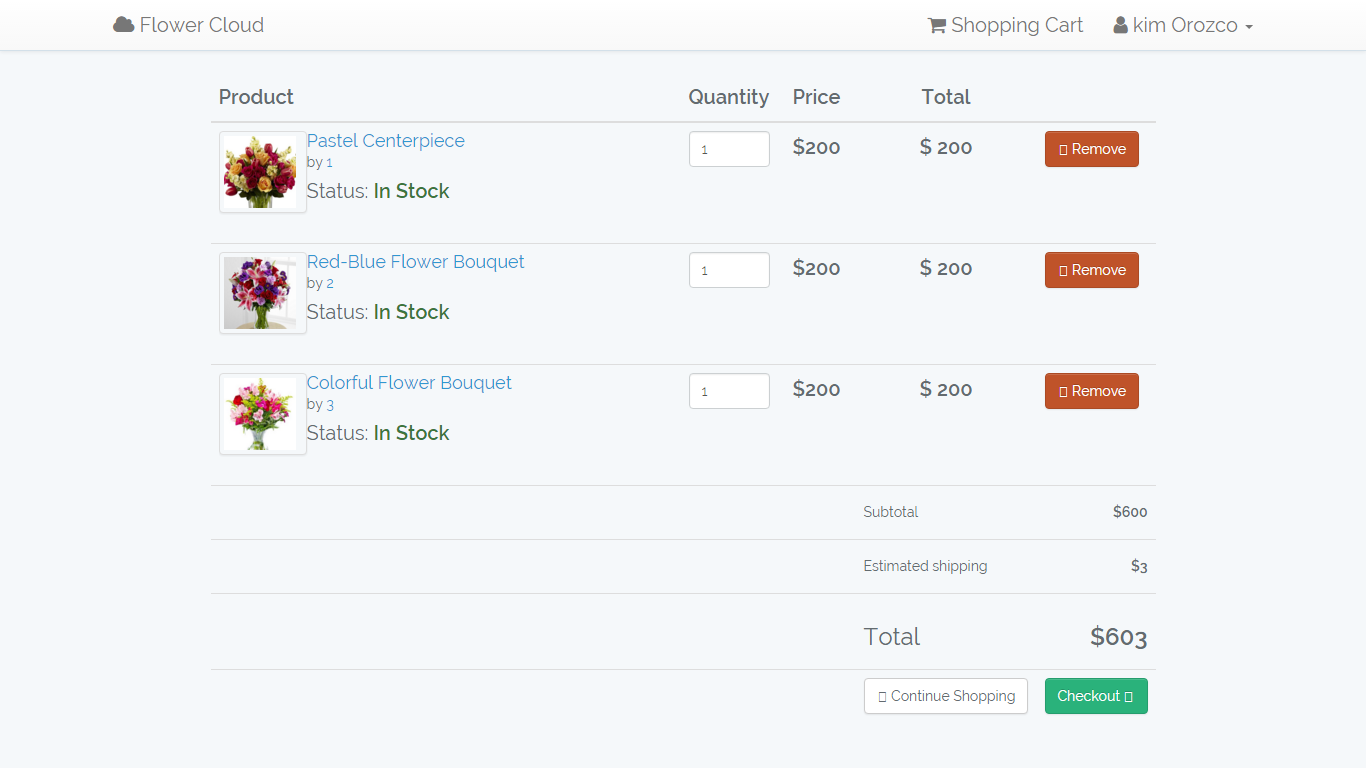 Flower Cloud
Shopping Cart
kim Orozco
Product Quantity Price Total
Pastel Centerpiece
by 1
Status: In Stock
1
$200
$ 200
Remove
Red-Blue Flower Bouquet
by 2
Status: In Stock
1
$200
$ 200
Remove
Colorful Flower Bouquet
by 3
Status: In Stock
1
$200
$ 200
Remove
Subtotal $600
Estimated shipping $3
Total $603
Continue Shopping
Checkout